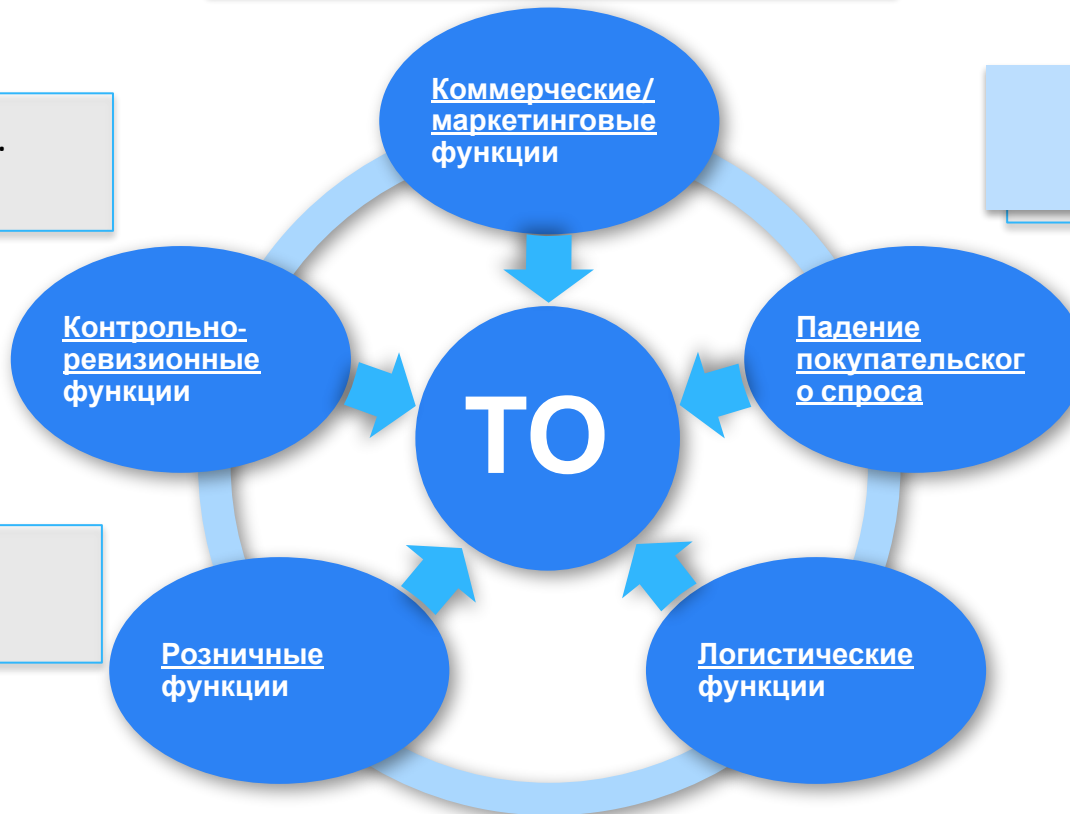 Коммерческие/
маркетинговые
функции
.
Контрольно-
ревизионные
функции
Падение
покупательског
о спроса
ТО
Розничные
функции
Логистические
функции